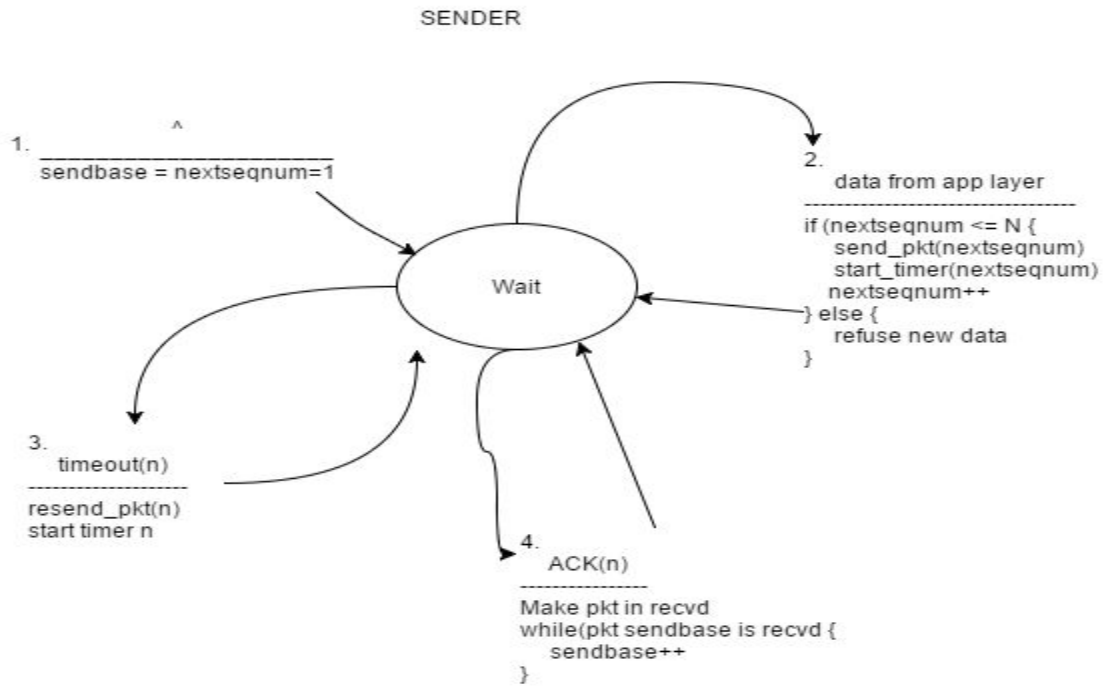 SENDER
1.
^
_______________________
sendbase = nextseqnum=1
2.
data from app layer
----------------------------------
if (nextseqnum <= N {
send_pkt(nextseqnum)
start_timer(nextseqnum)
nextseqnum++
} else {
refuse new data
}
Wait
3.
timeout(n)
--------------------
resend_pkt(n)
start timer n
4.
ACK(n)
----------------
Make pkt in recvd
while(pkt sendbase is recvd {
sendbase++
}